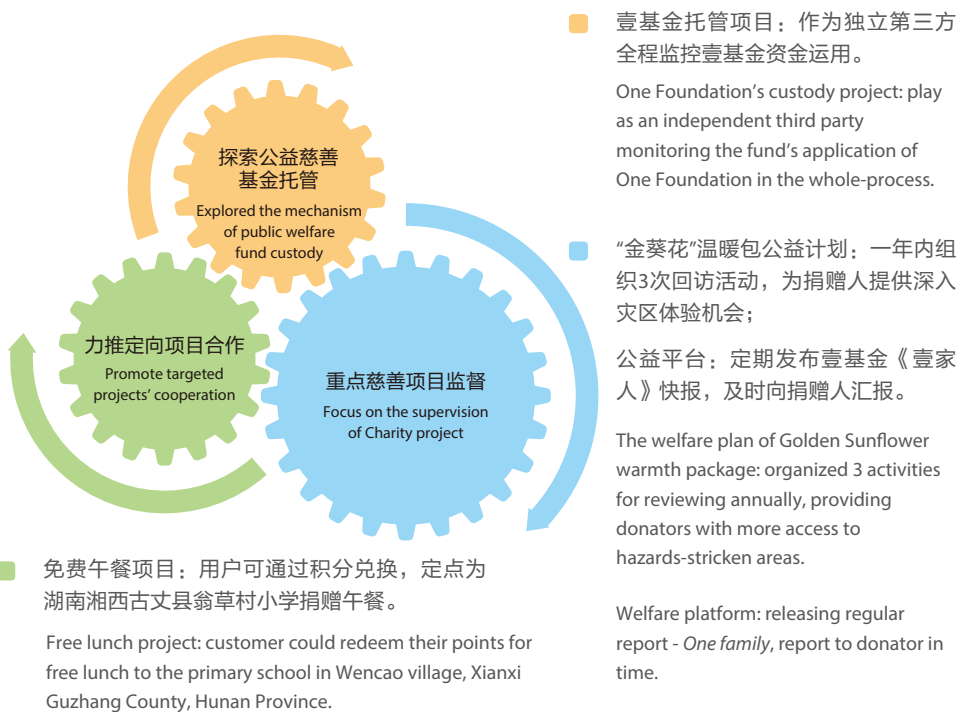 探索公益慈善
基金托管
Explored the mechanism
of public welfare
fund custody
力推定向项目合作
Promote targeted
projects’ cooperation
重点慈善项目监督
Focus on the supervision
of Charity project
壹基金托管项目：作为独立第三方
全程监控壹基金资金运用。
One Foundation’s custody project: play
as an independent third party
monitoring the fund’s application of
One Foundation in the whole-process.
“金葵花”温暖包公益计划：一年内组
织3次回访活动，为捐赠人提供深入
灾区体验机会；
公益平台：定期发布壹基金《壹家
人》快报，及时向捐赠人汇报。
The welfare plan of Golden Sunflower
warmth package: organized 3 activities
for reviewing annually, providing
donators with more access to
hazards-stricken areas.
Welfare platform: releasing regular
report - One family, report to donator in
time.
免费午餐项目：用户可通过积分兑换，定点为
湖南湘西古丈县翁草村小学捐赠午餐。
Free lunch project: customer could redeem their points for
free lunch to the primary school in Wencao village, Xianxi
Guzhang County, Hunan Province.